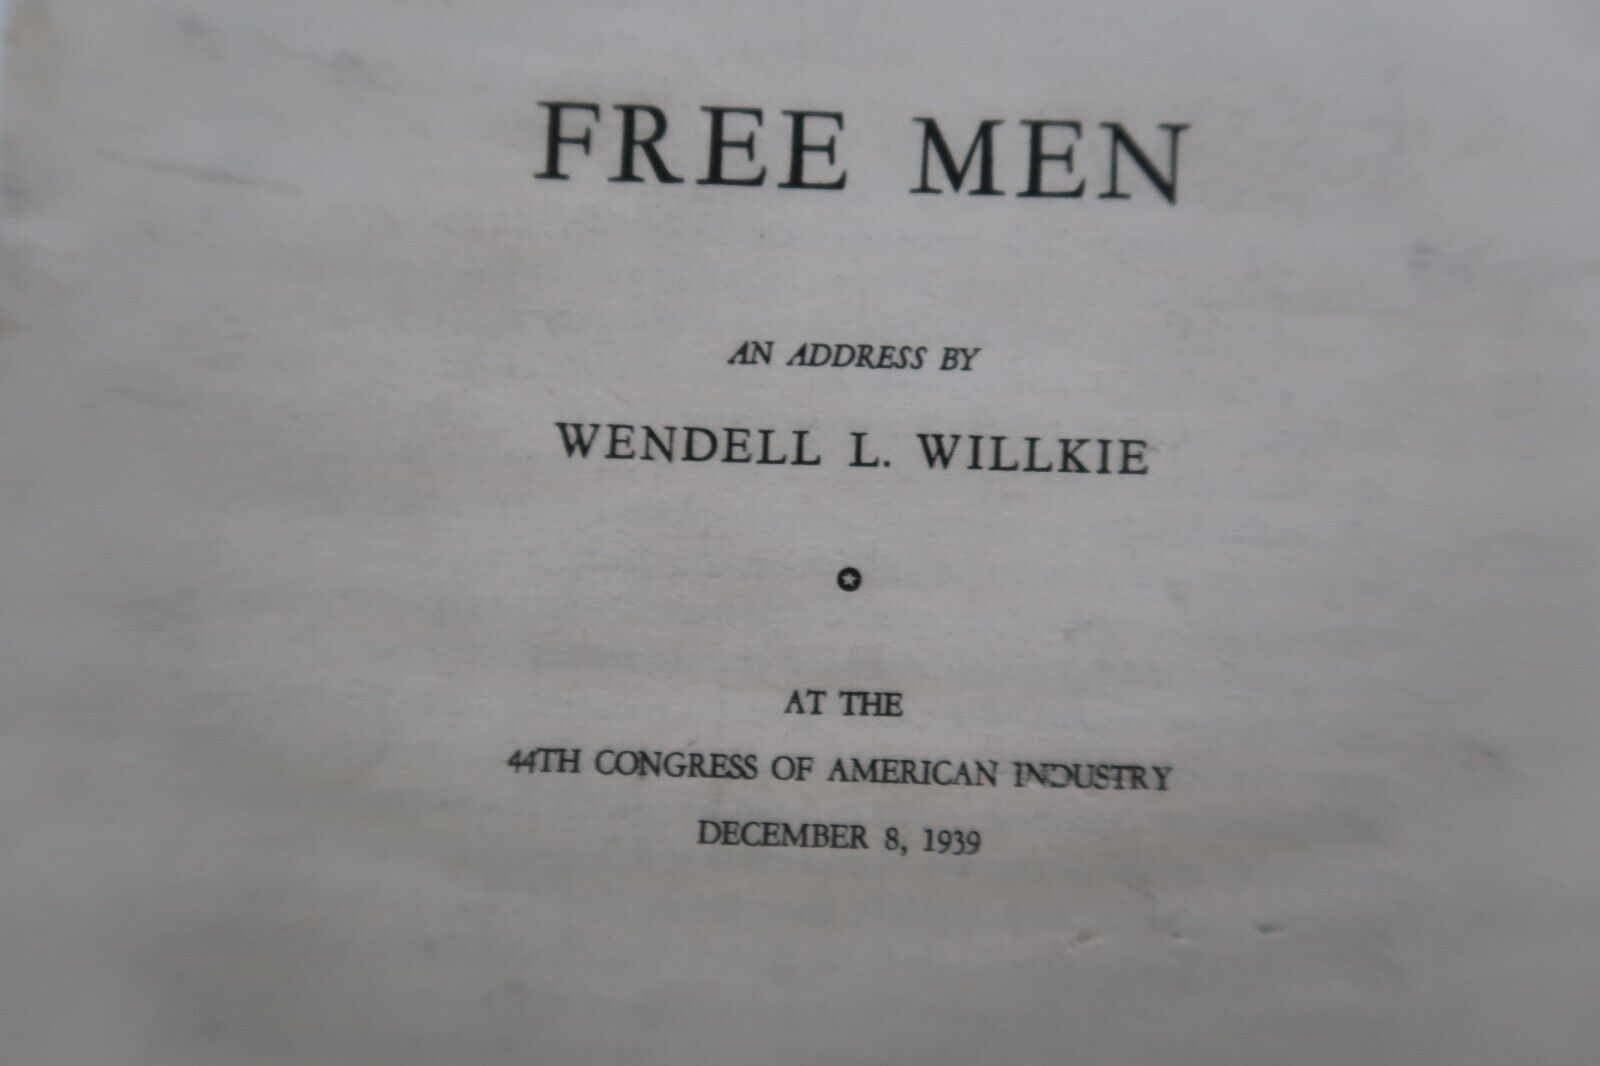 FREE MEN
AN ADDRESS BY
WENDELL L. WILLKIE
AT THE
44TH CONGRESS OF AMERICAN INDUSTRY
DECEMBER 8, 1939